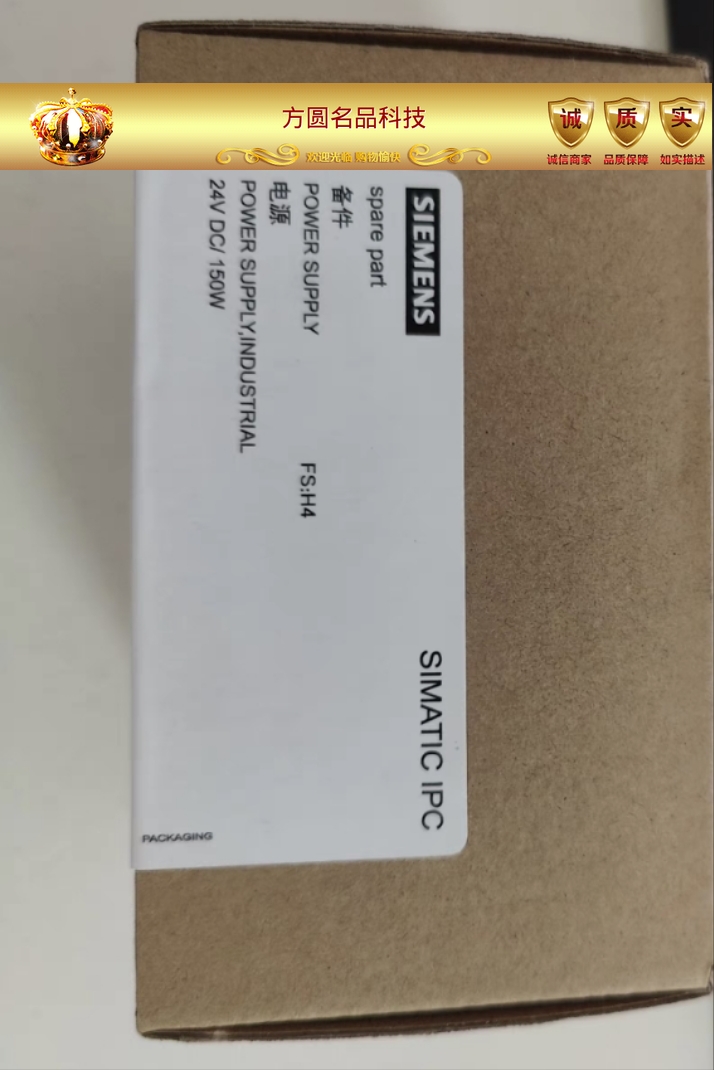 方圆名品科技
欢迎光临 购物愉快
诚
质
实
诚信商家
品质保障
如实描述
SIEMENS
SIMATIC IPC
spare part
备件
POWER SUPPLY FS:H4
电源
POWER SUPPLY,INDUSTRIAL
24V DC/ 150W
PACKAGING